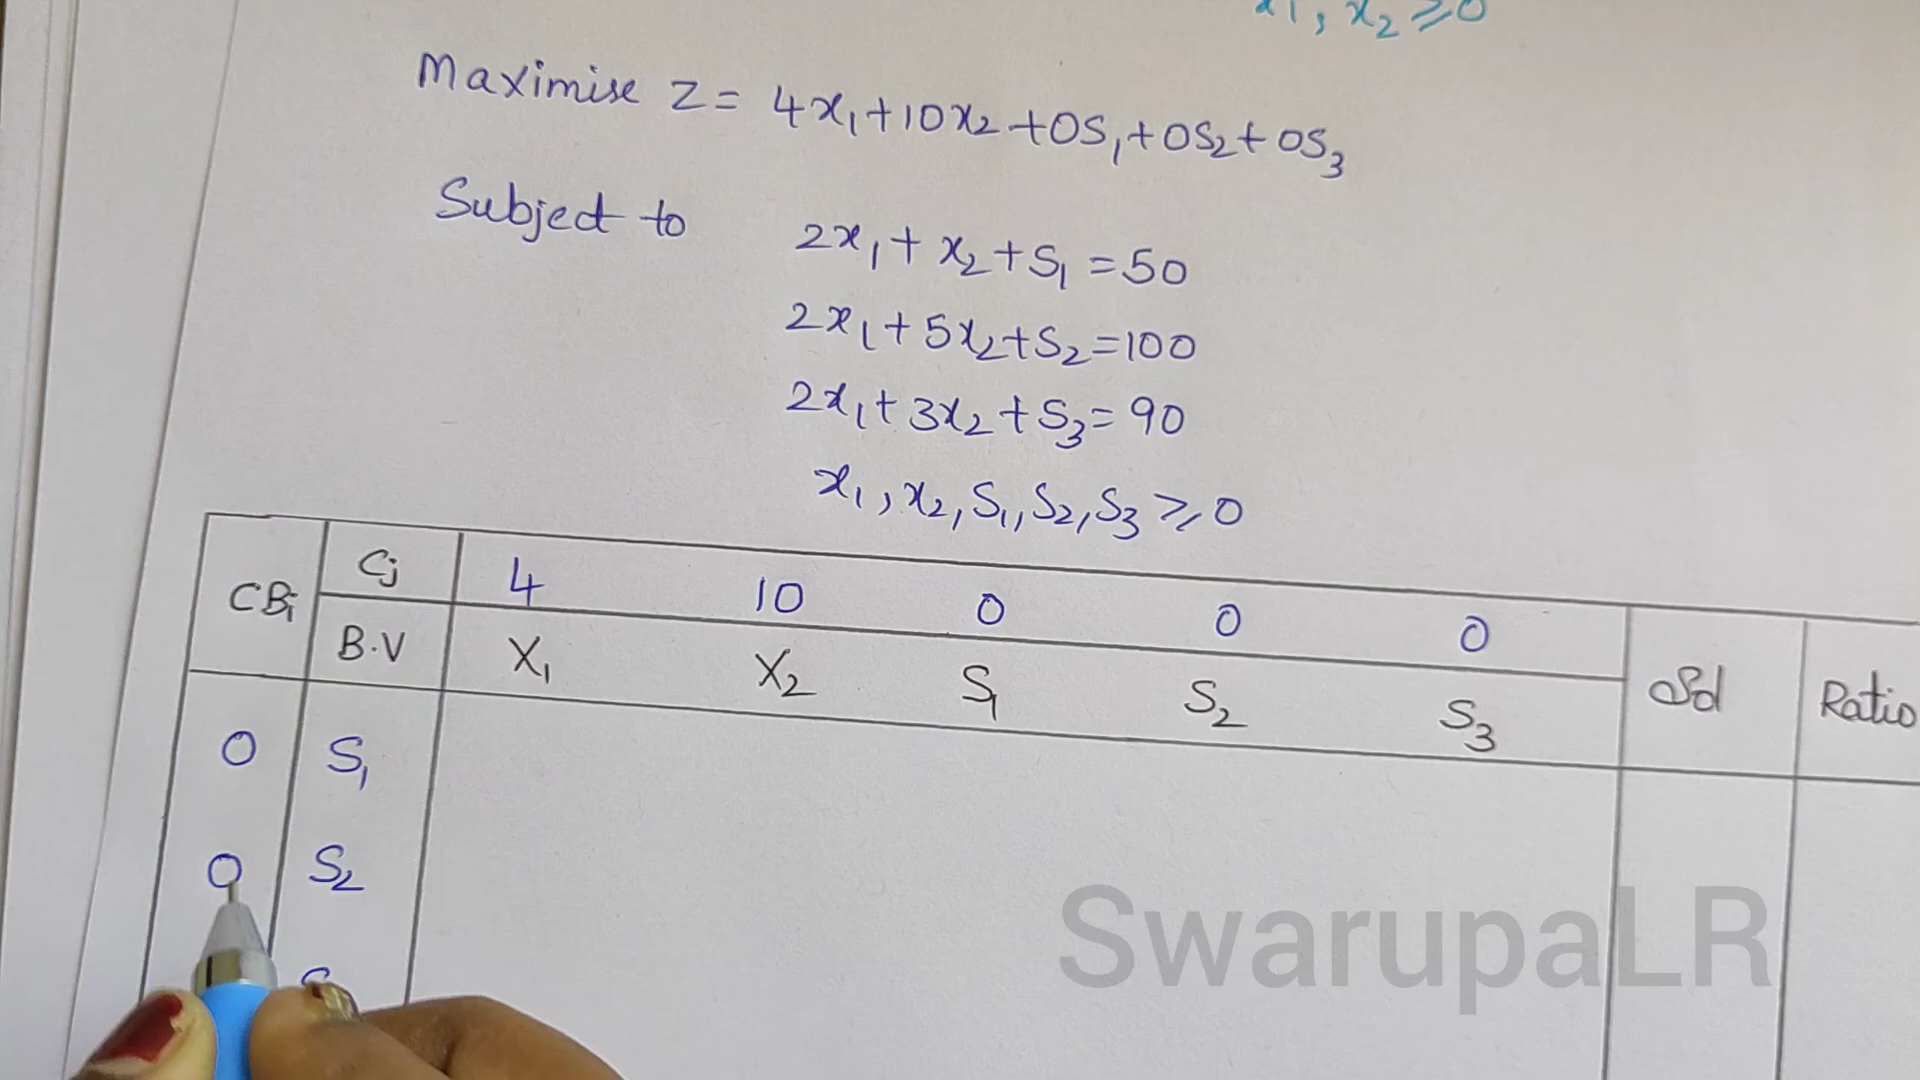 x₁, x₂ ≥ 0
Maximise Z = 4x₁ + 10x₂ + 0S₁ + 0S₂ + 0S₃
Subject to
2x₁ + x₂ + S₁ = 50
2x₁ + 5x₂ + S₂ = 100
2x₁ + 3x₂ + S₃ = 90
x₁, x₂, S₁, S₂, S₃ ≥ 0
CBi Cj 4 10 0 0 0 Sol Ratio
B.V X₁ X₂ S₁ S₂ S₃
0 S₁
0 S₂
SwarupaLR